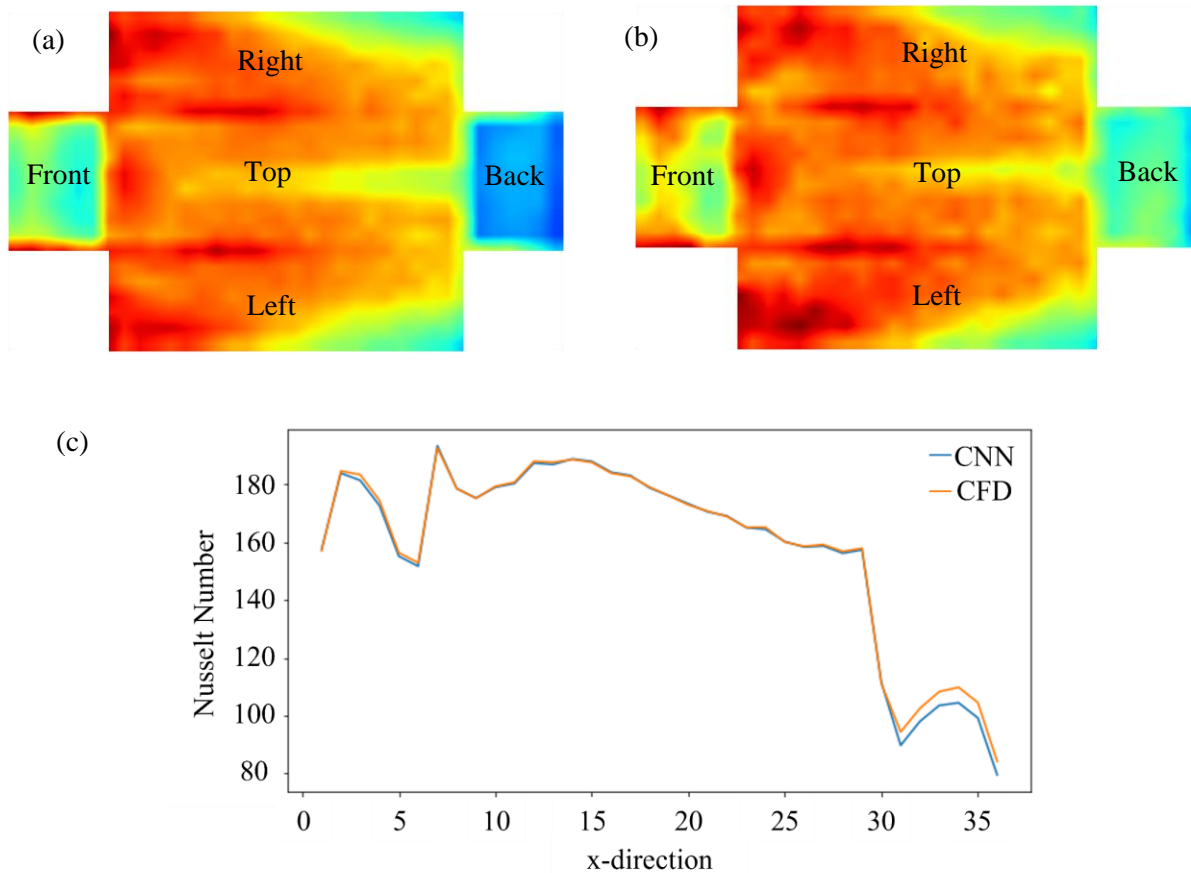 (a)
Right
Front
Top
Back
Left
(b)
Right
Front
Top
Back
Left
(c)
CNN
CFD
Nusselt Number
180
160
140
120
100
80
0 5 10 15 20 25 30 35
x-direction